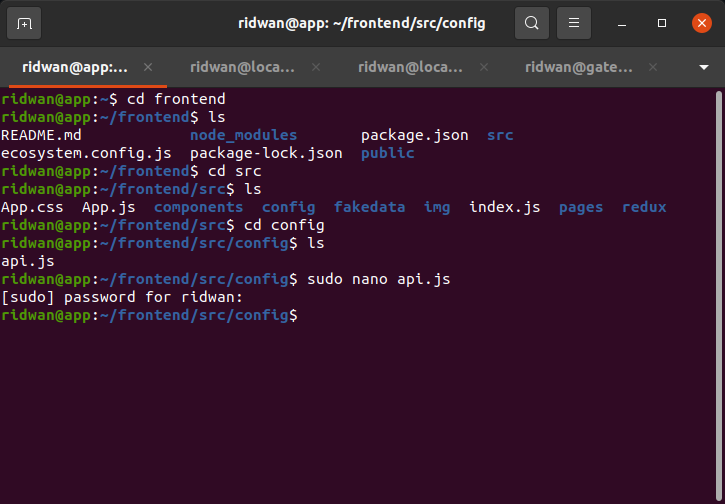 ridwan@app: ~/frontend/src/config
ridwan@app:... ridwan@loca... ridwan@loca... ridwan@gate...
ridwan@app:~$ cd frontend
ridwan@app:~/frontend$ ls
README.md node_modules package.json src
ecosystem.config.js package-lock.json public
ridwan@app:~/frontend$ cd src
ridwan@app:~/frontend/src$ ls
App.css App.js components config fakedata img index.js pages redux
ridwan@app:~/frontend/src$ cd config
ridwan@app:~/frontend/src/config$ ls
api.js
ridwan@app:~/frontend/src/config$ sudo nano api.js
[sudo] password for ridwan:
ridwan@app:~/frontend/src/config$